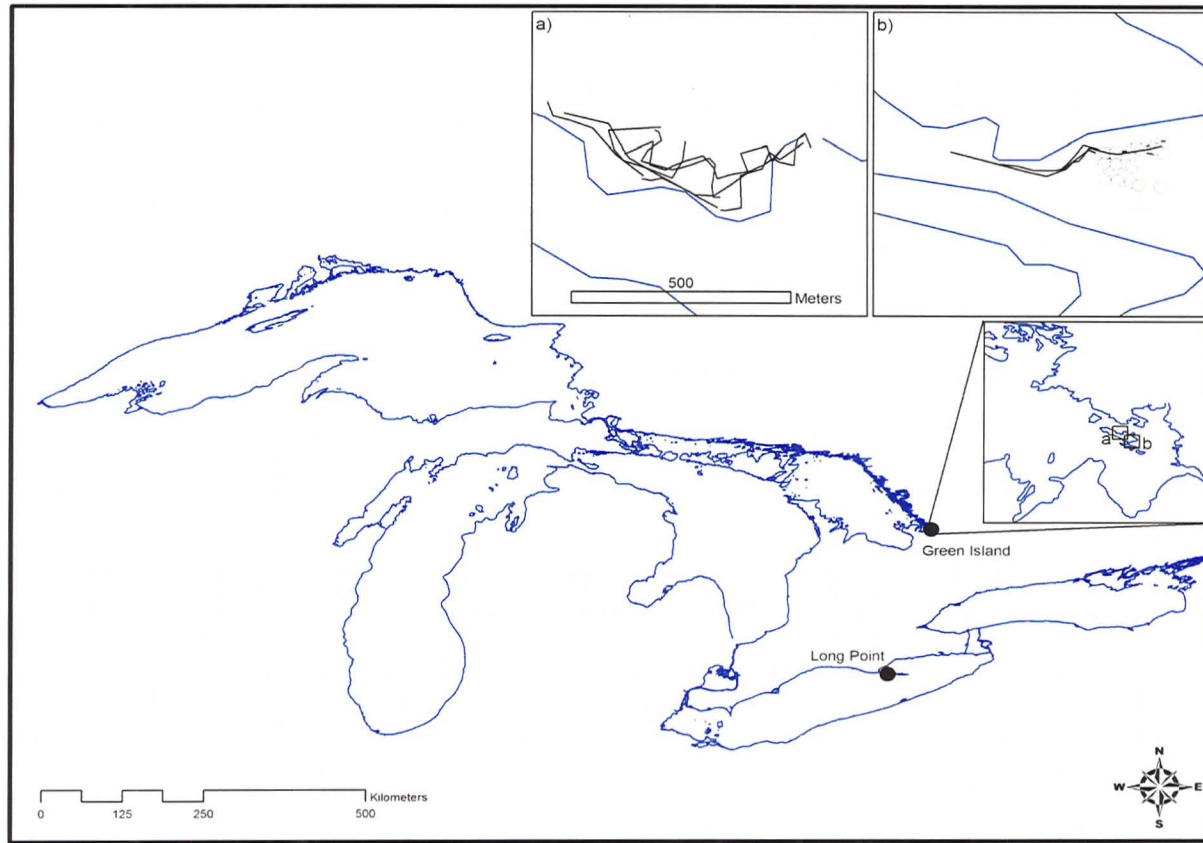 a)
b)
500
Meters
a
b
Green Island
Long Point
Kilometers
0 125 250 500
N
W E
S